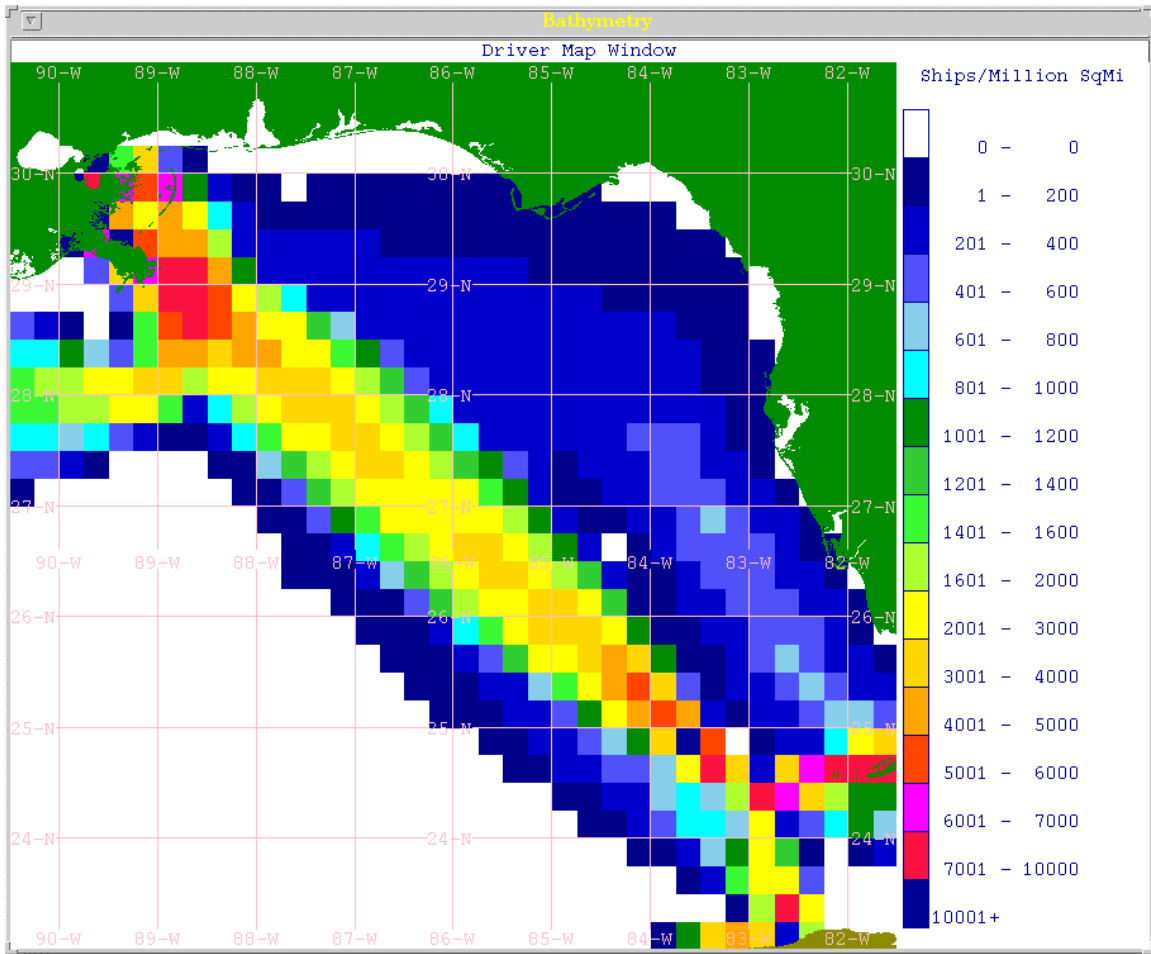 Bathymetry
Driver Map Window
90-W 89-W 88-W 87-W 86-W 85-W 84-W 83-W 82-W
Ships/Million SqMi
0 - 0
30-N 30-N 30-N
1 - 200
201 - 400
29-N 29-N 29-N
401 - 600
601 - 800
801 - 1000
28-N 28-N 28-N
1001 - 1200
1201 - 1400
27-N 27-N 27-N
1401 - 1600
90-W 87-W 86-W 85-W 84-W 83-W 82-W
1601 - 2000
26-N 26-N
2001 - 3000
3001 - 4000
25-N 25-N
4001 - 5000
5001 - 6000
6001 - 7000
24-N 24-N
7001 - 10000
10001+
90-W 89-W 88-W 87-W 86-W 85-W 84-W 83-W 82-W